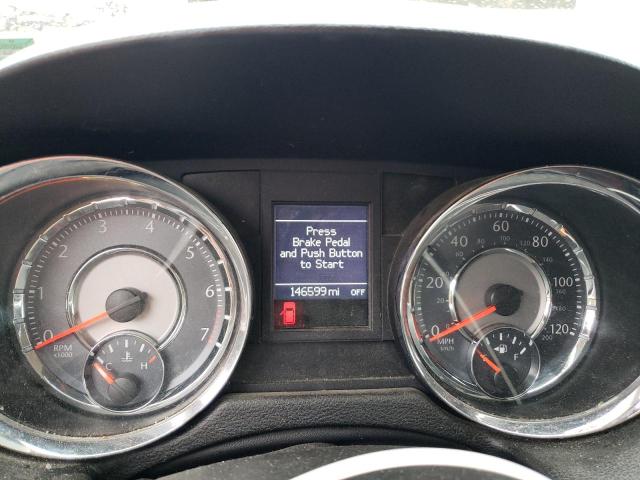 Press
Brake Pedal
and Push Button
to Start
146599 mi OFF
0 1 2 3 4 5 6 7
RPM
x1000
C H
0 20 40 60 80 100 120
MPH
km/h
F